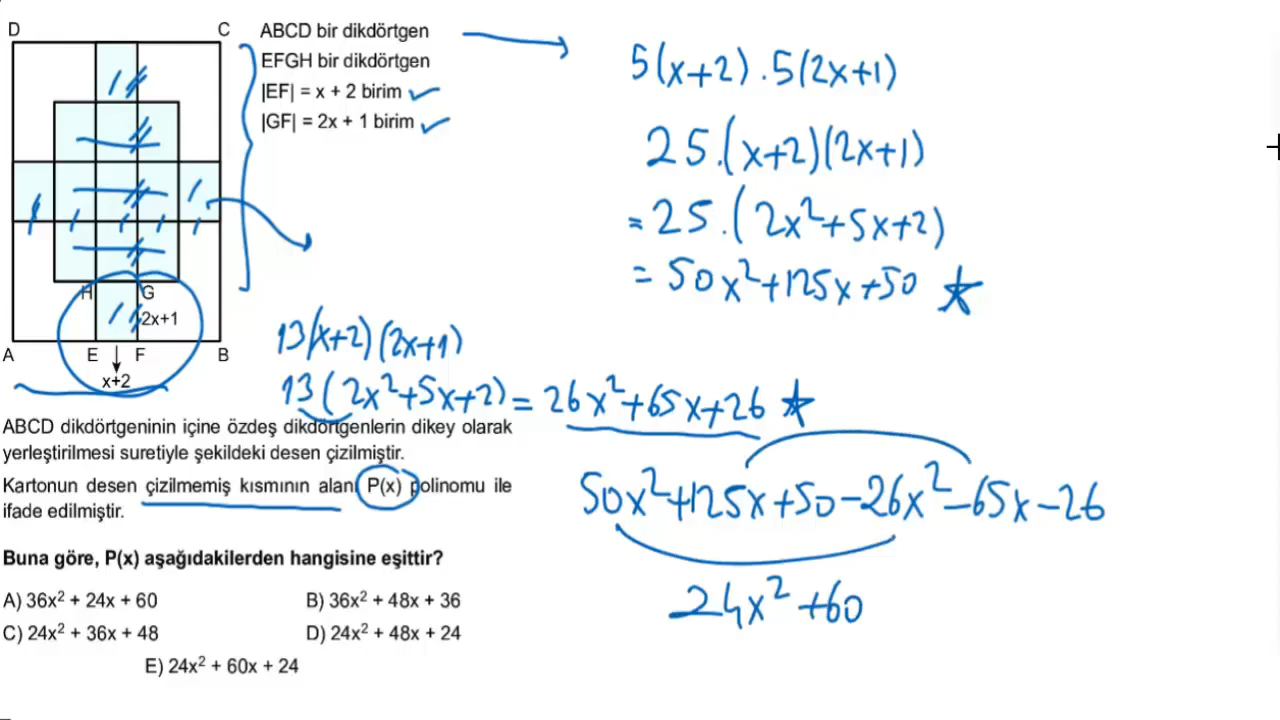 D
C
ABCD bir dikdörtgen
EFGH bir dikdörtgen
|EF| = x + 2 birim
|GF| = 2x + 1 birim
H
G
2x+1
A
E
F
B
x+2
5(x+2).5(2x+1)
25.(x+2)(2x+1)
=25.(2x²+5x+2)
=50x²+125x+50
13(x+2)(2x+1)
13(2x²+5x+2)=26x²+65x+26
ABCD dikdörtgeninin içine özdeş dikdörtgenlerin dikey olarak
yerleştirilmesi suretiyle şekildeki desen çizilmiştir.
Kartonun desen çizilmemiş kısmının alanı P(x) polinomu ile
ifade edilmiştir.
50x²+125x+50-26x²-65x-26
24x²+60
Buna göre, P(x) aşağıdakilerden hangisine eşittir?
A) 36x² + 24x + 60
B) 36x² + 48x + 36
C) 24x² + 36x + 48
D) 24x² + 48x + 24
E) 24x² + 60x + 24